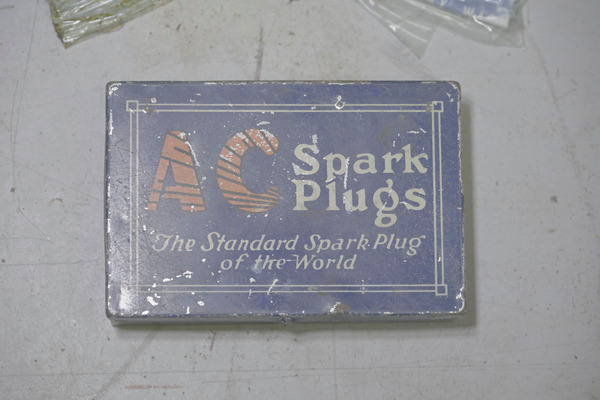 AC Spark
Plugs
The Standard Spark Plug
of the World